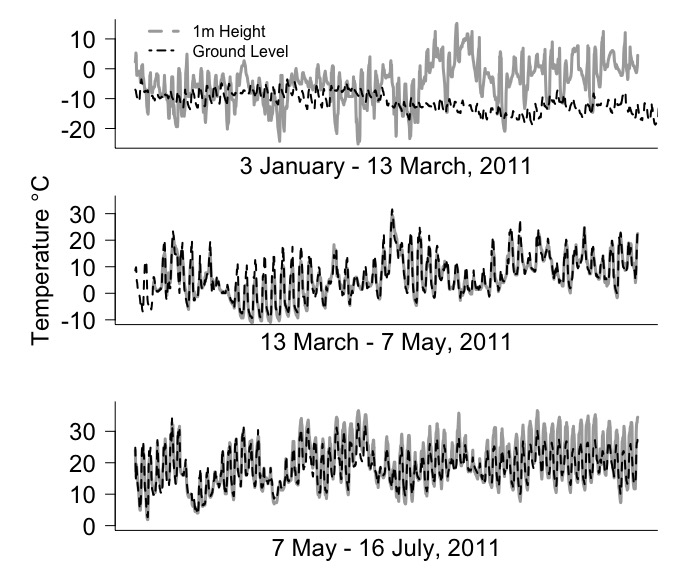 1m Height
Ground Level
10
0
-10
-20
3 January - 13 March, 2011
Temperature °C
30
20
10
0
-10
13 March - 7 May, 2011
30
20
10
0
7 May - 16 July, 2011